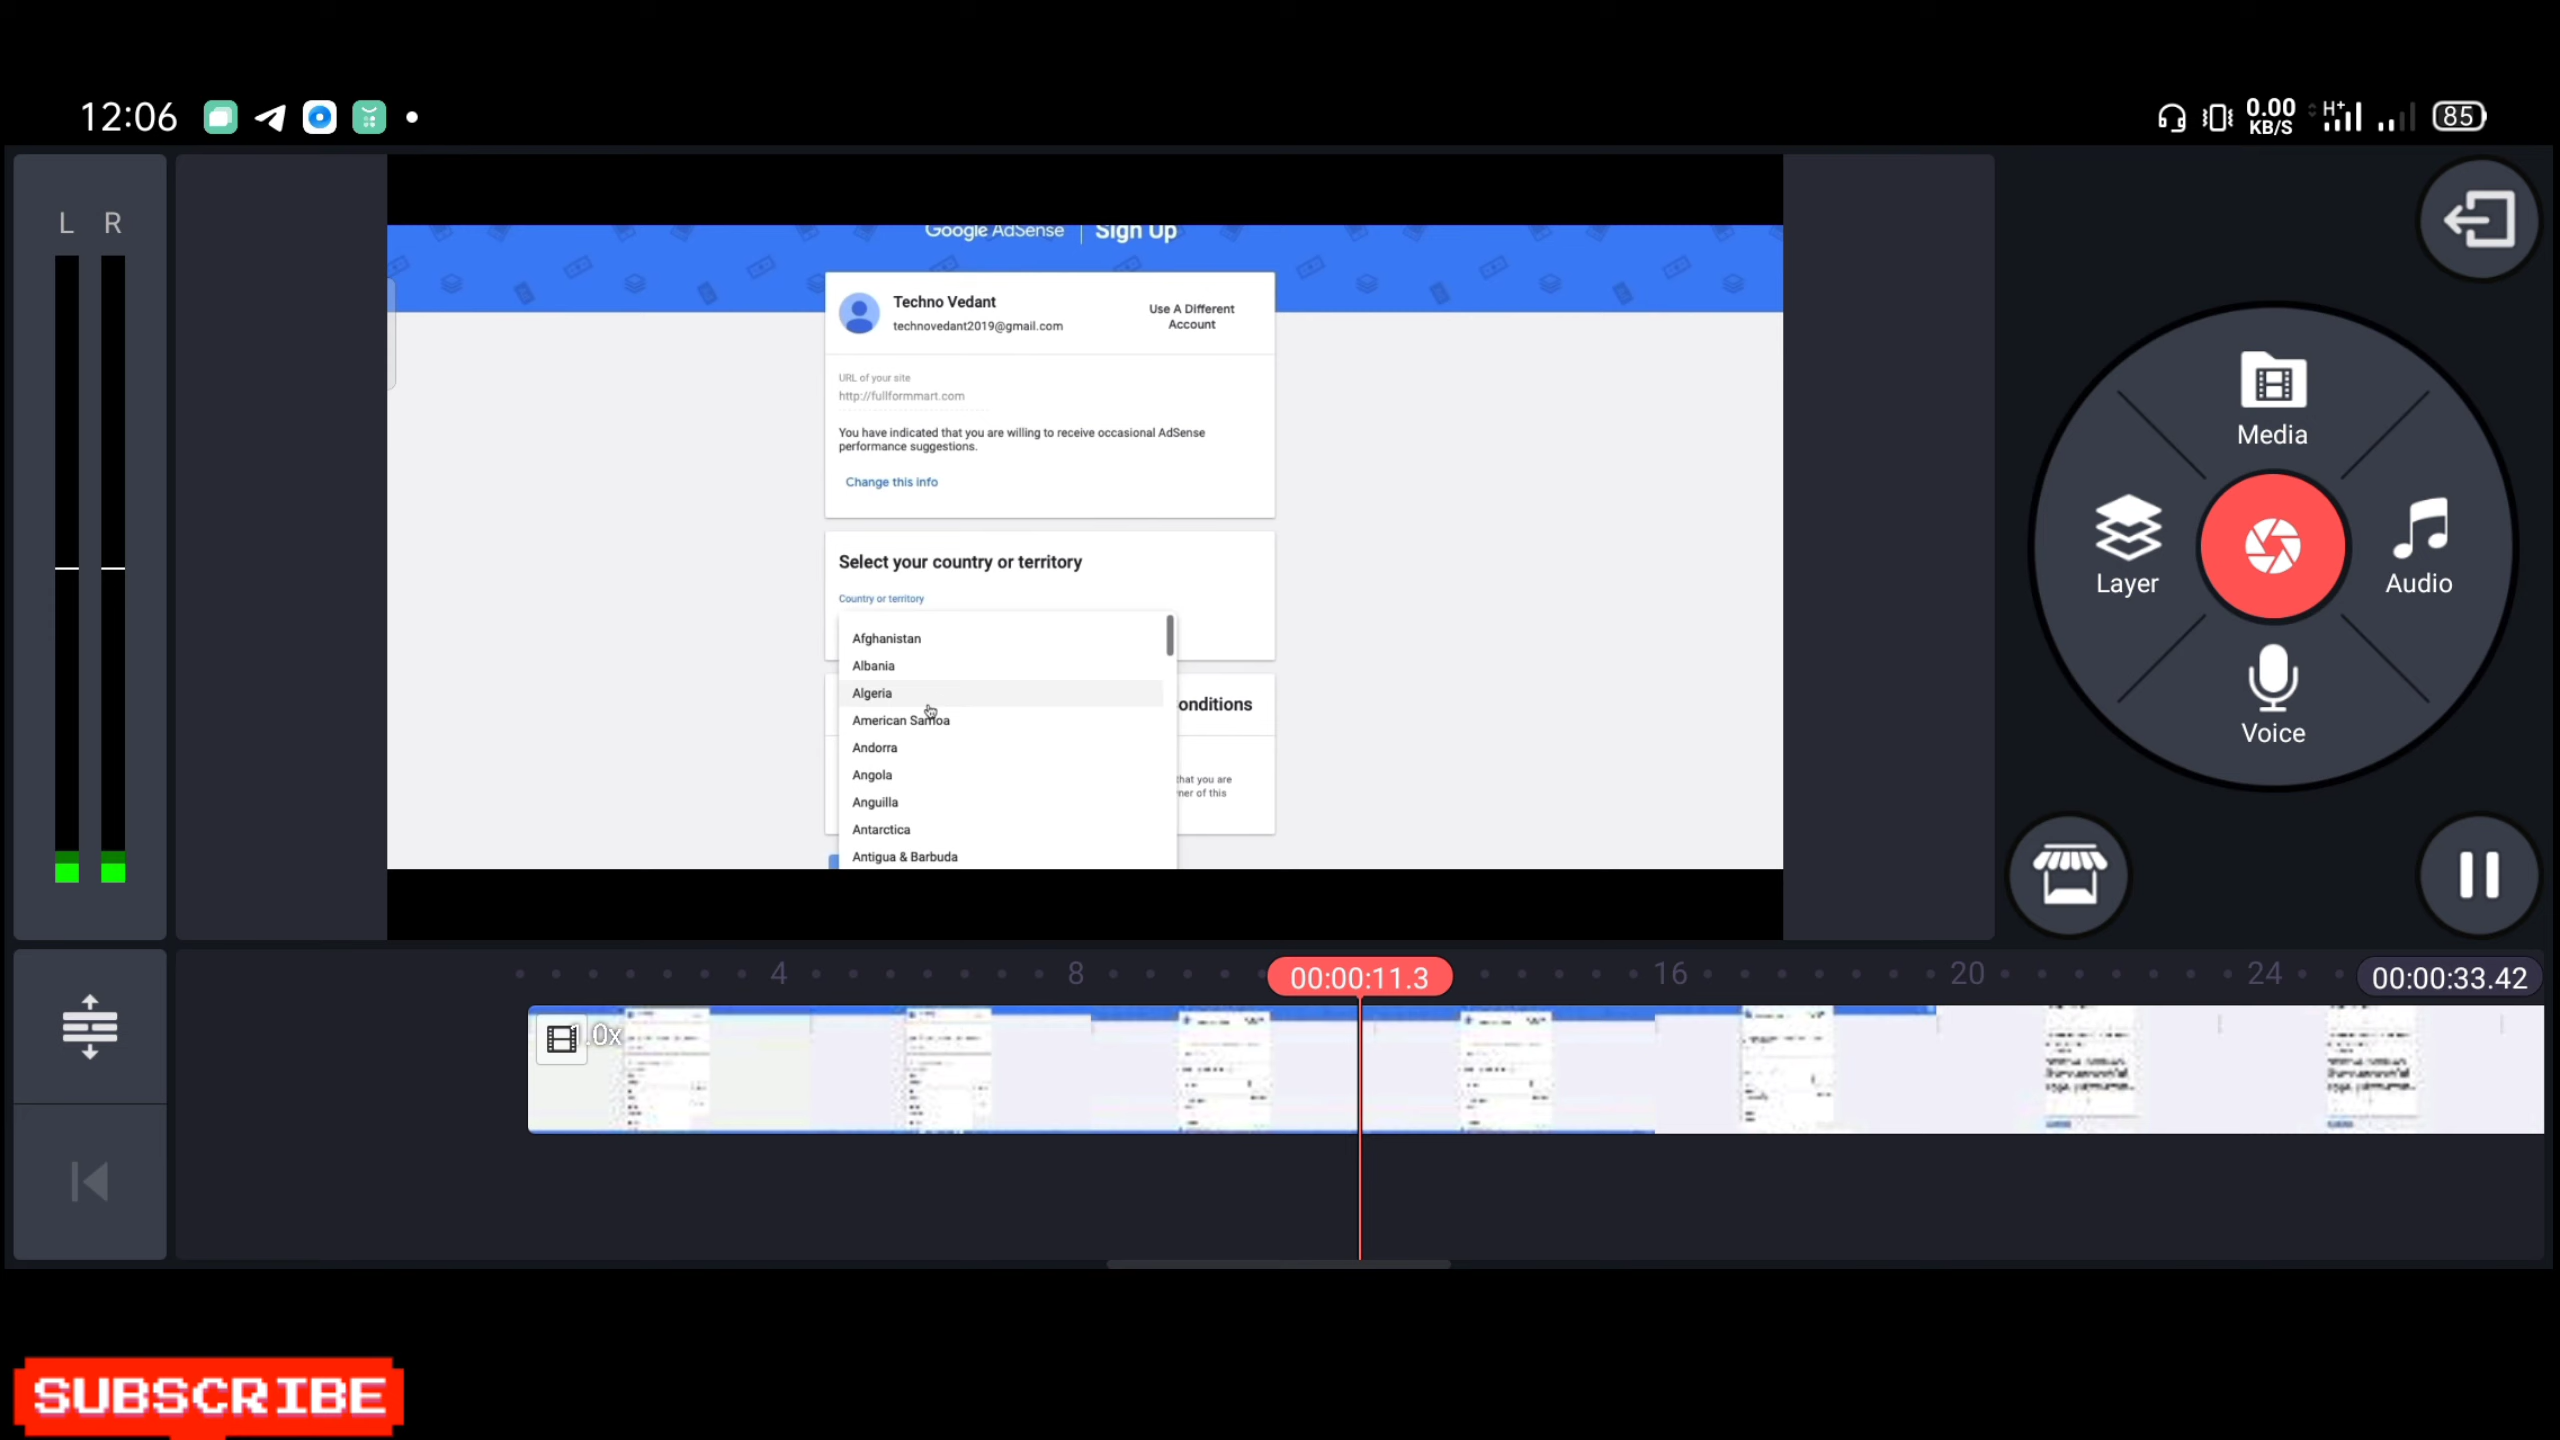 12:06
0.00
KB/S
H+
85
L R
Google AdSense | Sign Up
Techno Vedant
technovedant2019@gmail.com
Use A Different
Account
URL of your site
http://fullformmart.com
You have indicated that you are willing to receive occasional AdSense
performance suggestions.
Change this info
Select your country or territory
Country or territory
Afghanistan
Albania
Algeria
American Samoa
Andorra
Angola
Anguilla
Antarctica
Antigua & Barbuda
onditions
that you are
ner of this
Media
Layer
Audio
Voice
4
8
00:00:11.3
16
20
24
00:00:33.42
.0x
SUBSCRIBE